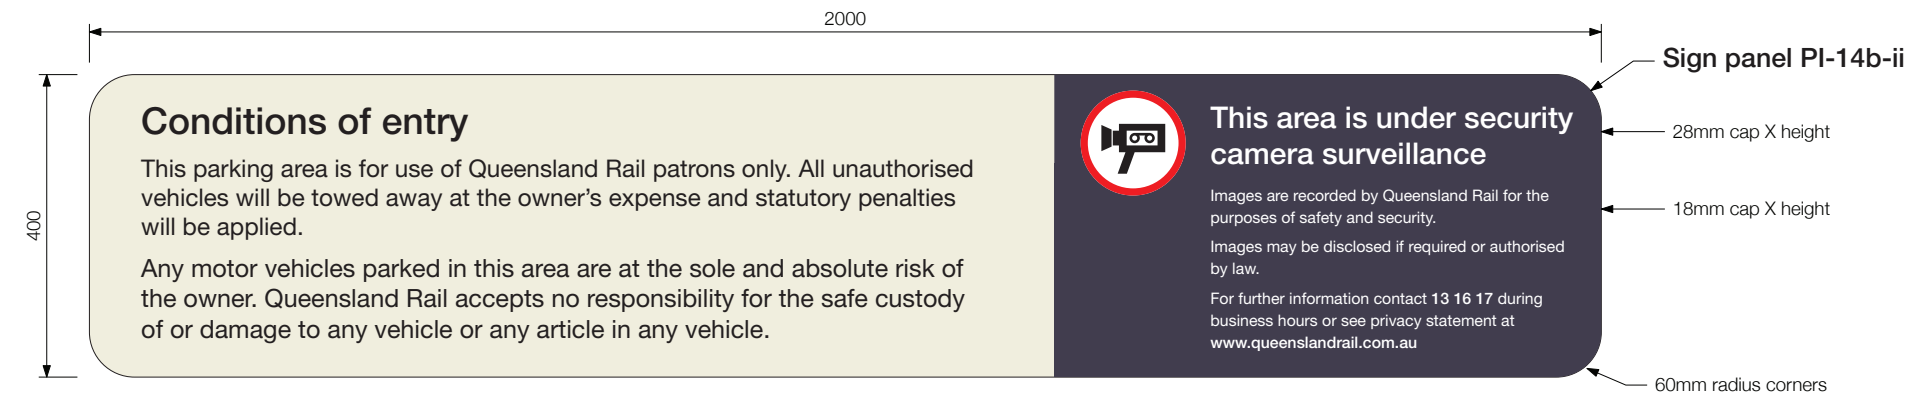 2000
Sign panel PI-14b-ii
400
Conditions of entry
This parking area is for use of Queensland Rail patrons only. All unauthorised
vehicles will be towed away at the owner’s expense and statutory penalties
will be applied.
Any motor vehicles parked in this area are at the sole and absolute risk of
the owner. Queensland Rail accepts no responsibility for the safe custody
of or damage to any vehicle or any article in any vehicle.
This area is under security
camera surveillance
Images are recorded by Queensland Rail for the
purposes of safety and security.
Images may be disclosed if required or authorised
by law.
For further information contact 13 16 17 during
business hours or see privacy statement at
www.queenslandrail.com.au
28mm cap X height
18mm cap X height
60mm radius corners